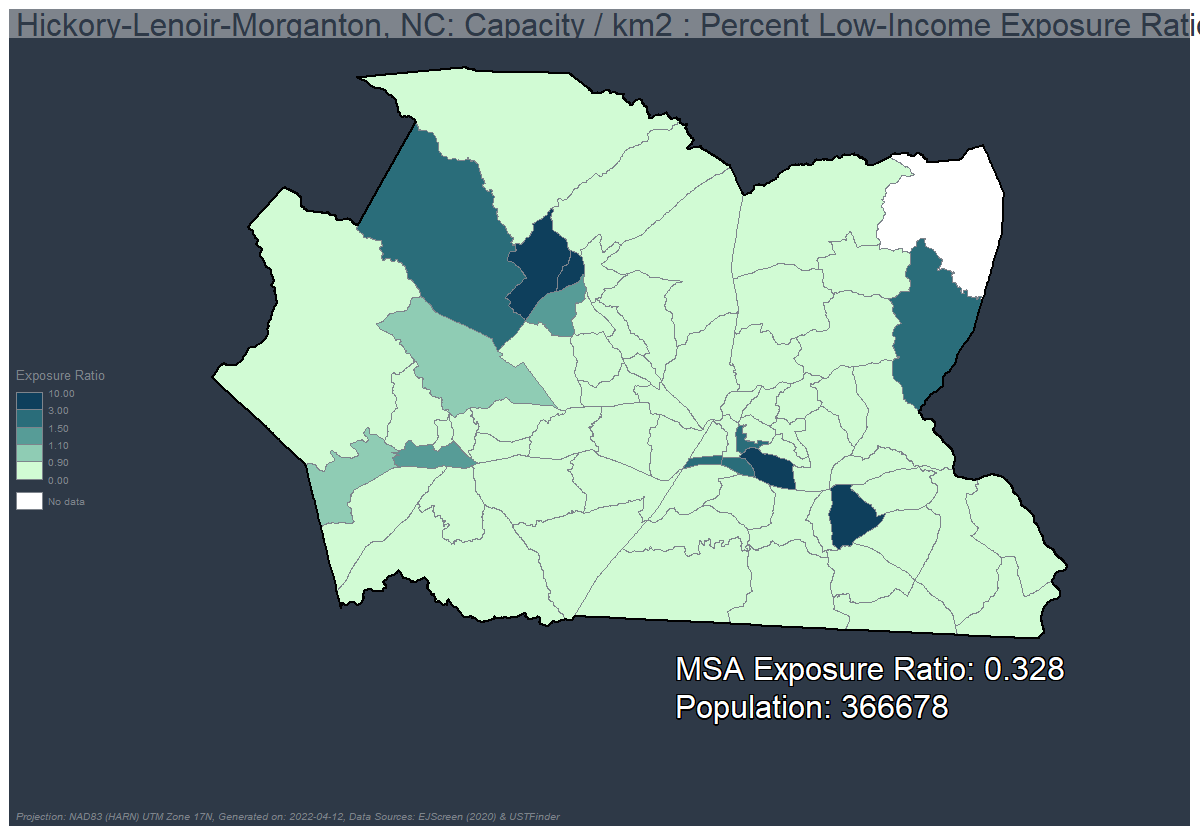 Hickory-Lenoir-Morganton, NC: Capacity / km2 : Percent Low-Income Exposure Ratio
Exposure Ratio
10.00
3.00
1.50
1.10
0.90
0.00
No data
MSA Exposure Ratio: 0.328
Population: 366678
Projection: NAD83 (HARN) UTM Zone 17N, Generated on: 2022-04-12, Data Sources: EJScreen (2020) & USTFinder